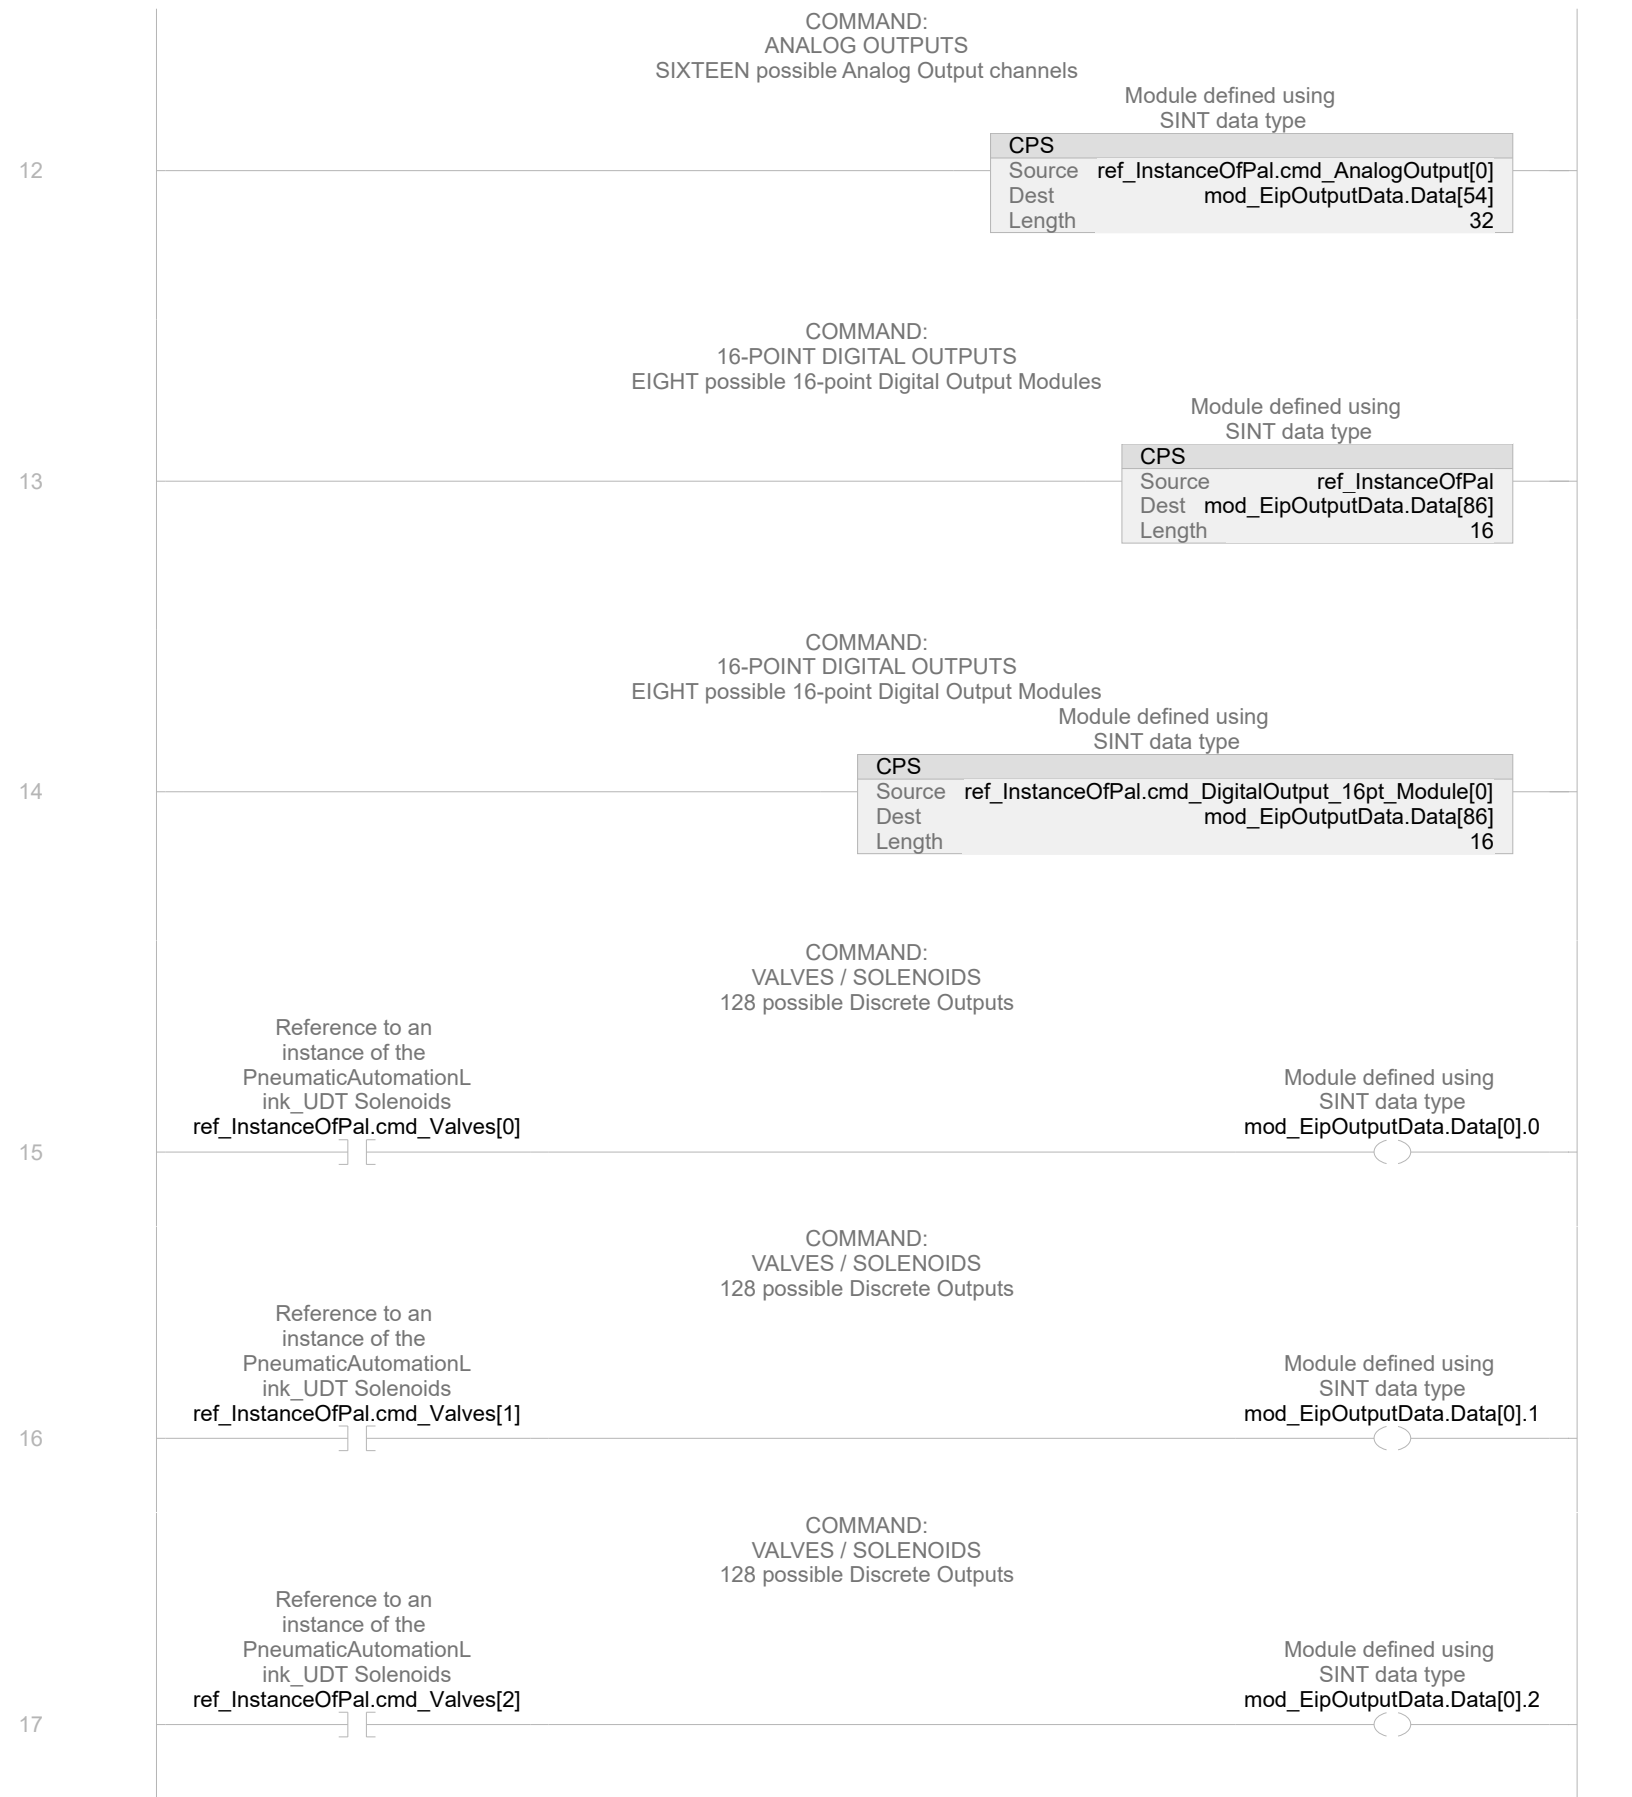 COMMAND:
ANALOG OUTPUTS
SIXTEEN possible Analog Output channels
Module defined using
SINT data type
CPS
12
Source ref_InstanceOfPal.cmd_AnalogOutput[0]
Dest mod_EipOutputData.Data[54]
Length 32
COMMAND:
16-POINT DIGITAL OUTPUTS
EIGHT possible 16-point Digital Output Modules
Module defined using
SINT data type
CPS
13
Source ref_InstanceOfPal
Dest mod_EipOutputData.Data[86]
Length 16
COMMAND:
16-POINT DIGITAL OUTPUTS
EIGHT possible 16-point Digital Output Modules
Module defined using
SINT data type
CPS
14
Source ref_InstanceOfPal.cmd_DigitalOutput_16pt_Module[0]
Dest mod_EipOutputData.Data[86]
Length 16
COMMAND:
VALVES / SOLENOIDS
128 possible Discrete Outputs
Reference to an
instance of the
PneumaticAutomationL
ink_UDT Solenoids
ref_InstanceOfPal.cmd_Valves[0]
Module defined using
SINT data type
mod_EipOutputData.Data[0].0
15
COMMAND:
VALVES / SOLENOIDS
128 possible Discrete Outputs
Reference to an
instance of the
PneumaticAutomationL
ink_UDT Solenoids
ref_InstanceOfPal.cmd_Valves[1]
Module defined using
SINT data type
mod_EipOutputData.Data[0].1
16
COMMAND:
VALVES / SOLENOIDS
128 possible Discrete Outputs
Reference to an
instance of the
PneumaticAutomationL
ink_UDT Solenoids
ref_InstanceOfPal.cmd_Valves[2]
Module defined using
SINT data type
mod_EipOutputData.Data[0].2
17